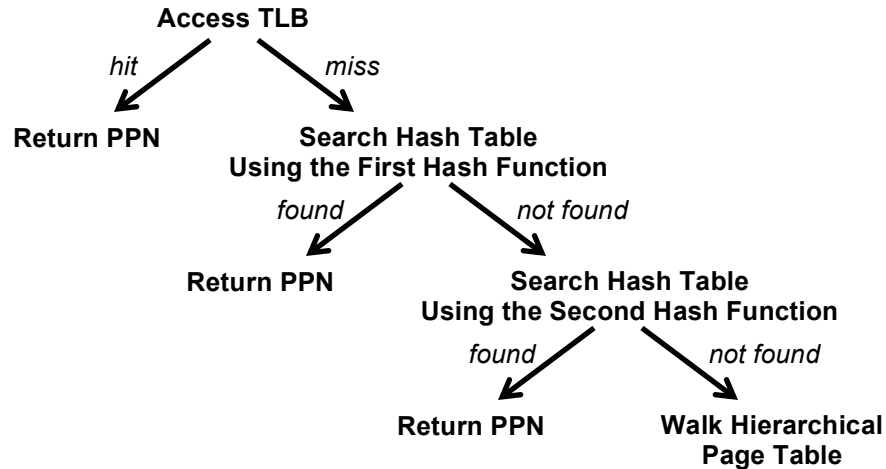 Access TLB
hit
miss
Return PPN
Search Hash Table
Using the First Hash Function
found
not found
Return PPN
Search Hash Table
Using the Second Hash Function
found
not found
Return PPN
Walk Hierarchical
Page Table